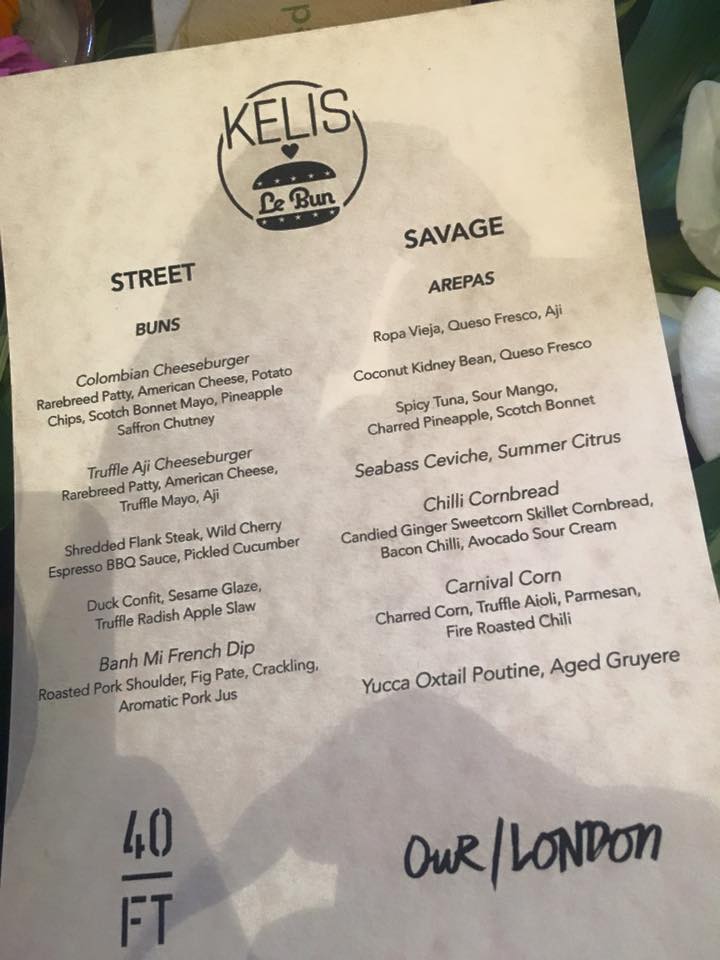 KELIS
Le Bun
STREET
BUNS
Colombian Cheeseburger
Rarebreed Patty, American Cheese, Potato
Chips, Scotch Bonnet Mayo, Pineapple
Saffron Chutney
Truffle Aji Cheeseburger
Rarebreed Patty, American Cheese,
Truffle Mayo, Aji
Shredded Flank Steak, Wild Cherry
Espresso BBQ Sauce, Pickled Cucumber
Duck Confit, Sesame Glaze,
Truffle Radish Apple Slaw
Banh Mi French Dip
Roasted Pork Shoulder, Fig Pate, Crackling,
Aromatic Pork Jus
SAVAGE
AREPAS
Ropa Vieja, Queso Fresco, Aji
Coconut Kidney Bean, Queso Fresco
Spicy Tuna, Sour Mango,
Charred Pineapple, Scotch Bonnet
Seabass Ceviche, Summer Citrus
Chilli Cornbread
Candied Ginger Sweetcorn Skillet Cornbread,
Bacon Chilli, Avocado Sour Cream
Carnival Corn
Charred Corn, Truffle Aioli, Parmesan,
Fire Roasted Chili
Yucca Oxtail Poutine, Aged Gruyere
40
FT
OUR/LONDON